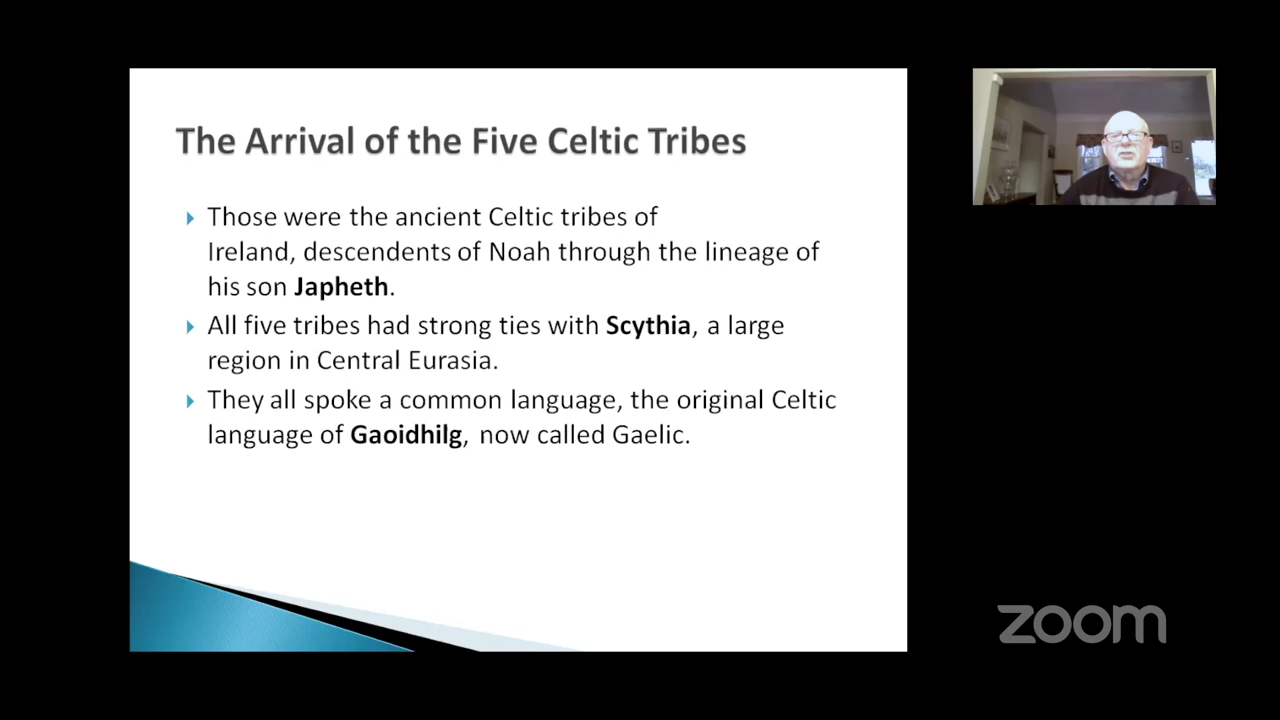 The Arrival of the Five Celtic Tribes
Those were the ancient Celtic tribes of
Ireland, descendents of Noah through the lineage of
his son Japheth.
All five tribes had strong ties with Scythia, a large
region in Central Eurasia.
They all spoke a common language, the original Celtic
language of Gaoidhilg, now called Gaelic.
zoom